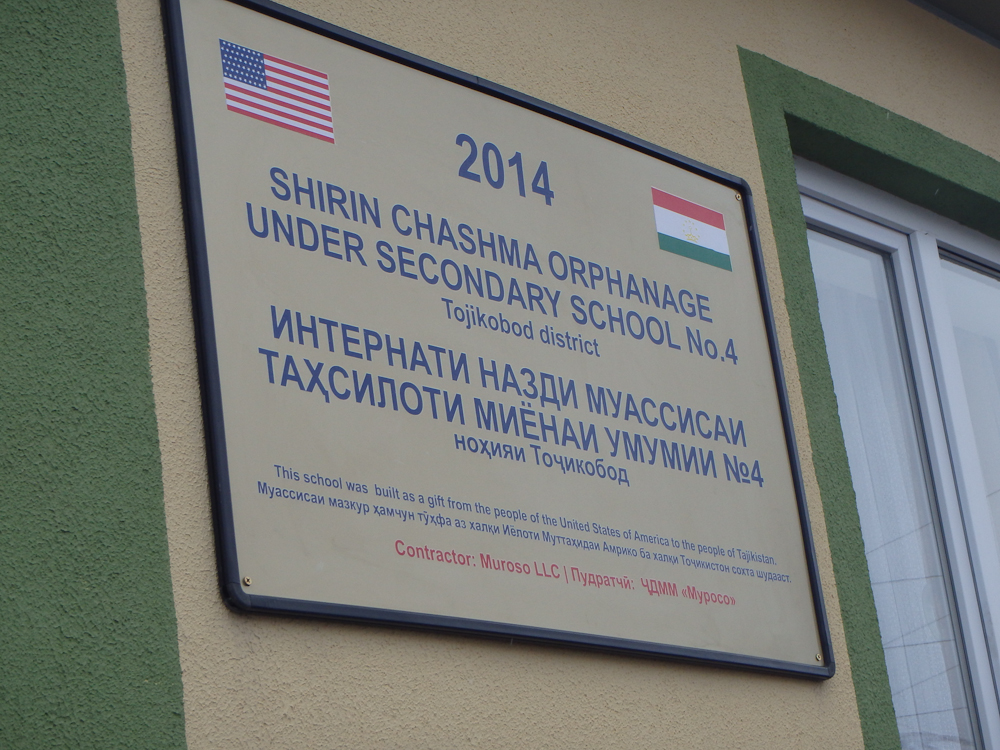 2014
SHIRIN CHASHMA ORPHANAGE
UNDER SECONDARY SCHOOL No.4
Tojikobod district
ИНТЕРНАТИ НАЗДИ МУАССИСАИ
ТАҲСИЛОТИ МИЁНАИ УМУМИИ №4
ноҳияи Тоҷикобод
This school was built as a gift from the people of the United States of America to the people of Tajikistan.
Муассисаи мазкур ҳамчун тӯҳфа аз халқи Иёлоти Муттаҳидаи Амрико ба халқи Тоҷикистон сохта шудааст.
Contractor: Muroso LLC | Пудратчӣ: ҶДММ «Муросо»